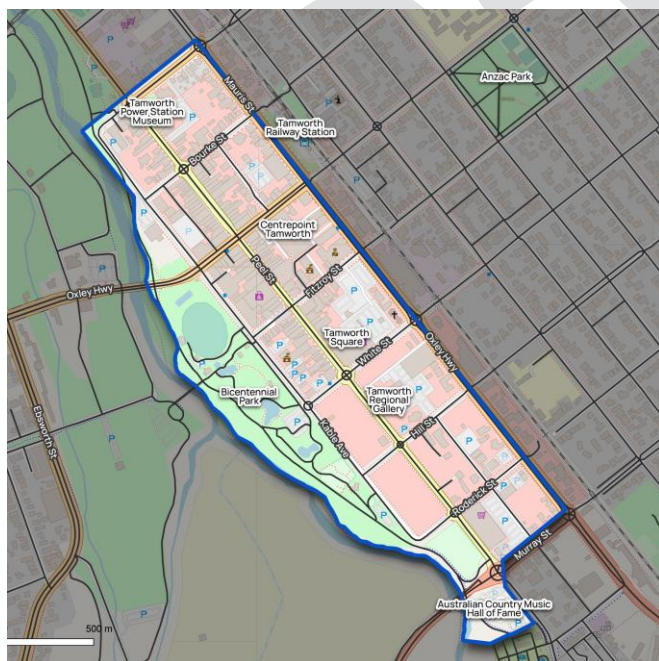 Anzac Park
Mauris St
Tamworth
Power Station
Museum
Tamworth
Railway Station
Bourke St
Centrepoint
Tamworth
Peel St
Fitzroy St
Oxley Hwy
Tamworth
Square
White St
Oxley Hwy
Bicentennial
Park
Tamworth
Regional
Gallery
Ebsworth St
Kable Ave
Hill St
Roderick St
Murray St
Australian Country Music
Hall of Fame
500 m